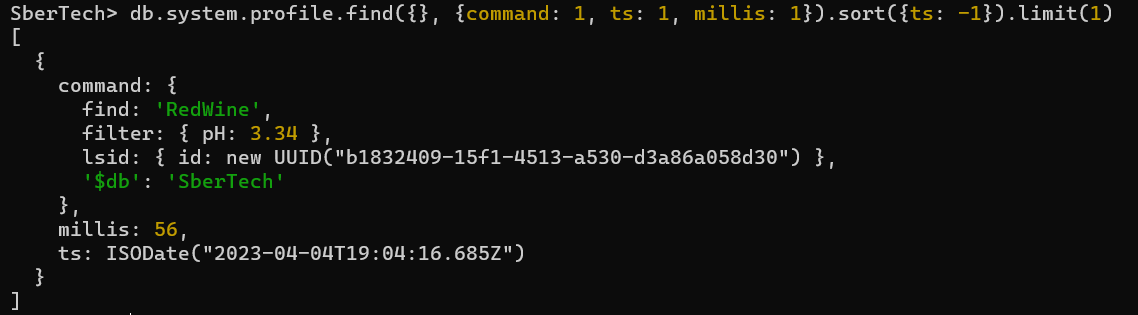 SberTech> db.system.profile.find({}, {command: 1, ts: 1, millis: 1}).sort({ts: -1}).limit(1)
[
  {
    command: {
      find: 'RedWine',
      filter: { pH: 3.34 },
      lsid: { id: new UUID("b1832409-15f1-4513-a530-d3a86a058d30") },
      '$db': 'SberTech'
    },
    millis: 56,
    ts: ISODate("2023-04-04T19:04:16.685Z")
  }
]